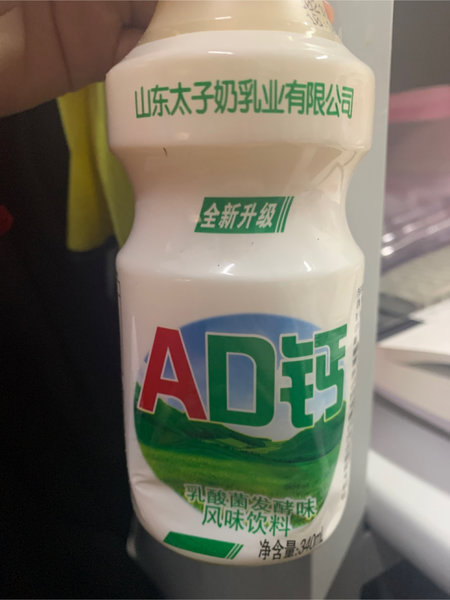 山东太子奶乳业有限公司
全新升级
AD钙
乳酸菌发酵味
风味饮料
净含量:340mL